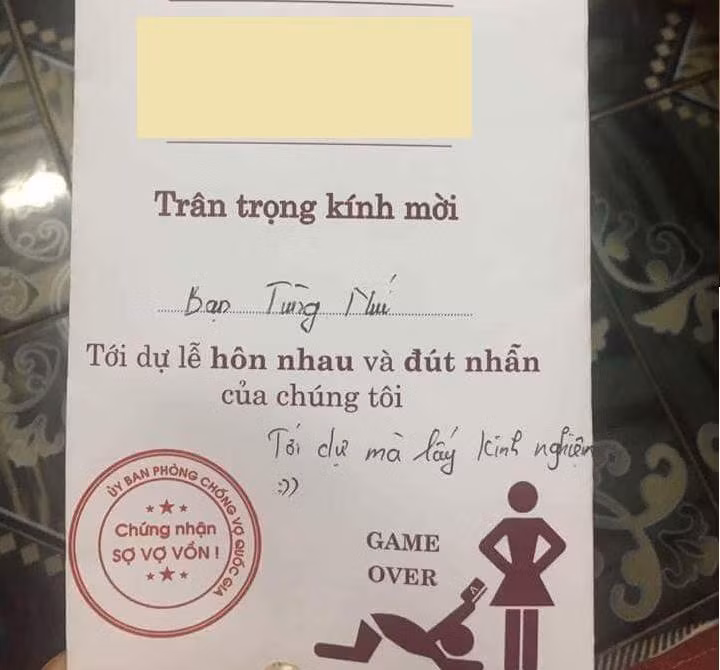 Trân trọng kính mời
Bạn Tùng Phú
Tới dự lễ hôn nhau và đút nhẫn
của chúng tôi
Tới dự mà lấy kinh nghiệm
:))
ỦY BAN PHÒNG CHỐNG VỢ QUỐC GIA
Chứng nhận
SỢ VỢ VỒN !
GAME
OVER